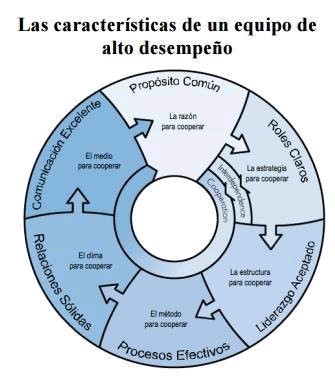 Las características de un equipo de
alto desempeño
Propósito Común
La razón
para cooperar
Roles Claros
La estrategia
para cooperar
Interdependence
Cooperation
Liderazgo Aceptado
La estructura
para cooperar
Procesos Efectivos
El método
para cooperar
Relaciones Sólidas
El clima
para cooperar
Comunicación Excelente
El medio
para cooperar